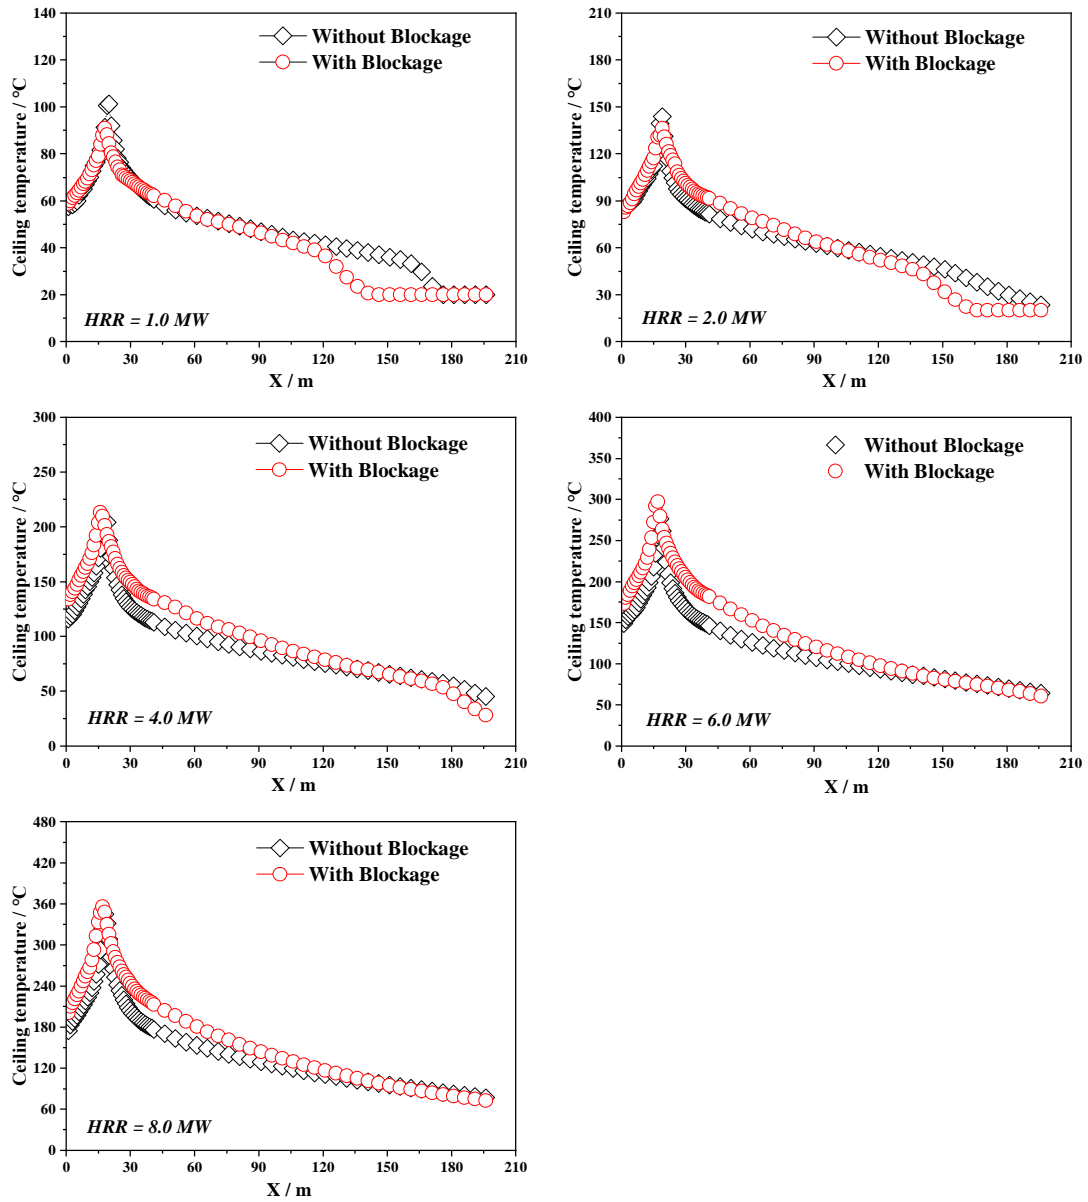 140
120
100
80
60
40
20
0
Ceiling temperature / °C
Without Blockage
With Blockage
HRR = 1.0 MW
0 30 60 90 120 150 180 210
X / m
210
180
150
120
90
60
30
0
Ceiling temperature / °C
Without Blockage
With Blockage
HRR = 2.0 MW
0 30 60 90 120 150 180 210
X / m
300
250
200
150
100
50
0
Ceiling temperature / °C
Without Blockage
With Blockage
HRR = 4.0 MW
0 30 60 90 120 150 180 210
X / m
400
350
300
250
200
150
100
50
0
Ceiling temperature / °C
Without Blockage
With Blockage
HRR = 6.0 MW
0 30 60 90 120 150 180 210
X / m
480
420
360
300
240
180
120
60
0
Ceiling temperature / °C
Without Blockage
With Blockage
HRR = 8.0 MW
0 30 60 90 120 150 180 210
X / m